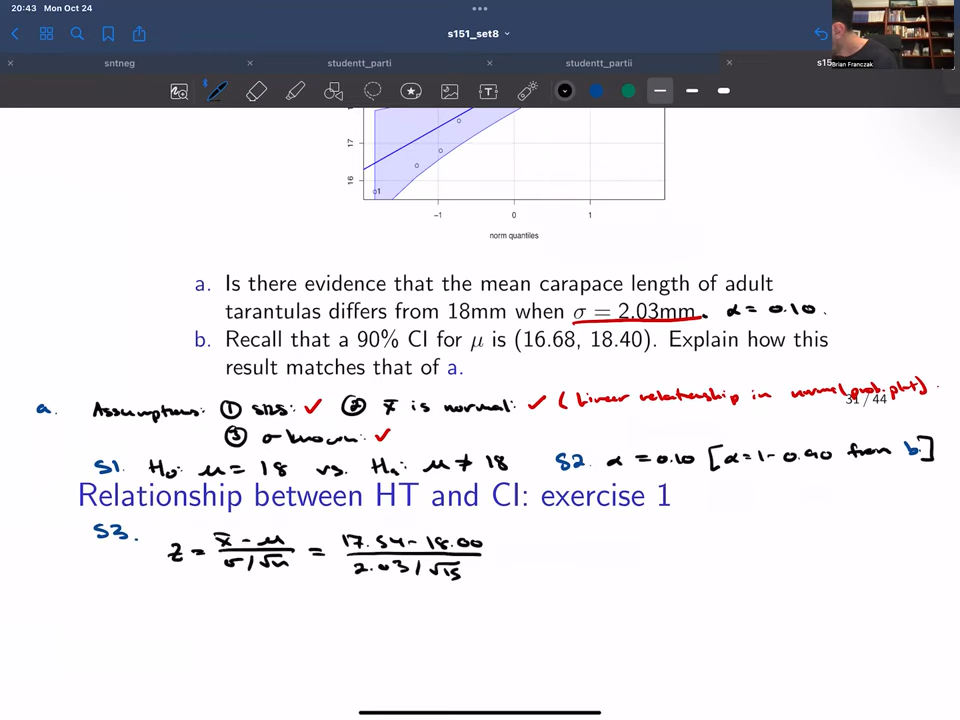 20:43 Mon Oct 24
s151_set8
sntneg
studentt_parti
studentt_partii
s15
Brian Franczak
17
16
1
−1 0 1
norm quantiles
a. Is there evidence that the mean carapace length of adult
tarantulas differs from 18mm when σ = 2.03mm. α = 0.10.
b. Recall that a 90% CI for μ is (16.68, 18.40). Explain how this
result matches that of a.
31 / 44
a. Assumptions: ① SRS: ✓ ② x̄ is normal: ✓ (Linear relationship in normal prob. plot).
③ σ known: ✓
S1. H₀: μ = 18 vs. Hₐ: μ ≠ 18 S2. α = 0.10 [α = 1 - 0.90 from b.]
Relationship between HT and CI: exercise 1
S3.
z = (x̄ - μ) / (σ/√n) = (17.54 - 18.00) / (2.03/√15)